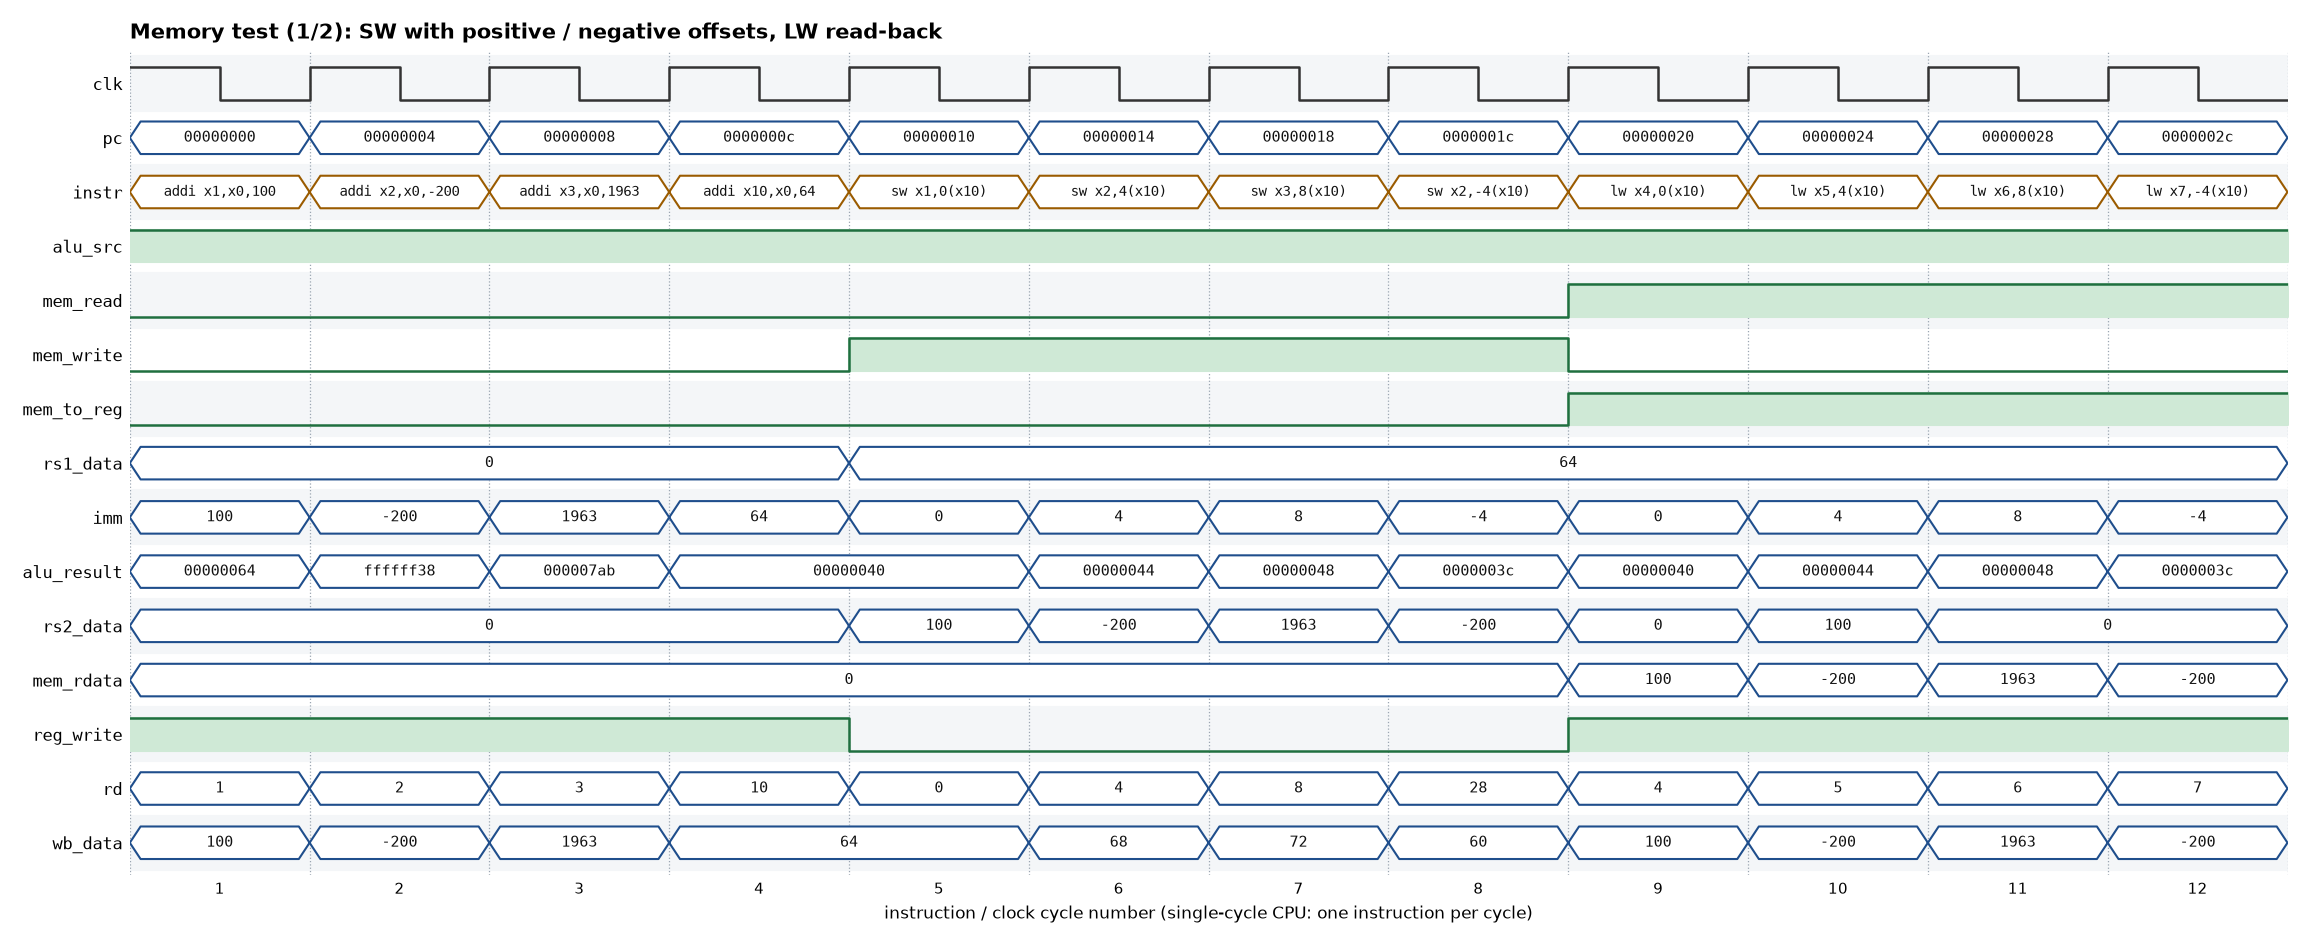 Memory test (1/2): SW with positive / negative offsets, LW read-back
clk
pc 00000000 00000004 00000008 0000000c 00000010 00000014 00000018 0000001c 00000020 00000024 00000028 0000002c
instr addi x1,x0,100 addi x2,x0,-200 addi x3,x0,1963 addi x10,x0,64 sw x1,0(x10) sw x2,4(x10) sw x3,8(x10) sw x2,-4(x10) lw x4,0(x10) lw x5,4(x10) lw x6,8(x10) lw x7,-4(x10)
alu_src
mem_read
mem_write
mem_to_reg
rs1_data 0 64
imm 100 -200 1963 64 0 4 8 -4 0 4 8 -4
alu_result 00000064 ffffff38 000007ab 00000040 00000044 00000048 0000003c 00000040 00000044 00000048 0000003c
rs2_data 0 100 -200 1963 -200 0 100 0
mem_rdata 0 100 -200 1963 -200
reg_write
rd 1 2 3 10 0 4 8 28 4 5 6 7
wb_data 100 -200 1963 64 68 72 60 100 -200 1963 -200
1 2 3 4 5 6 7 8 9 10 11 12
instruction / clock cycle number (single-cycle CPU: one instruction per cycle)